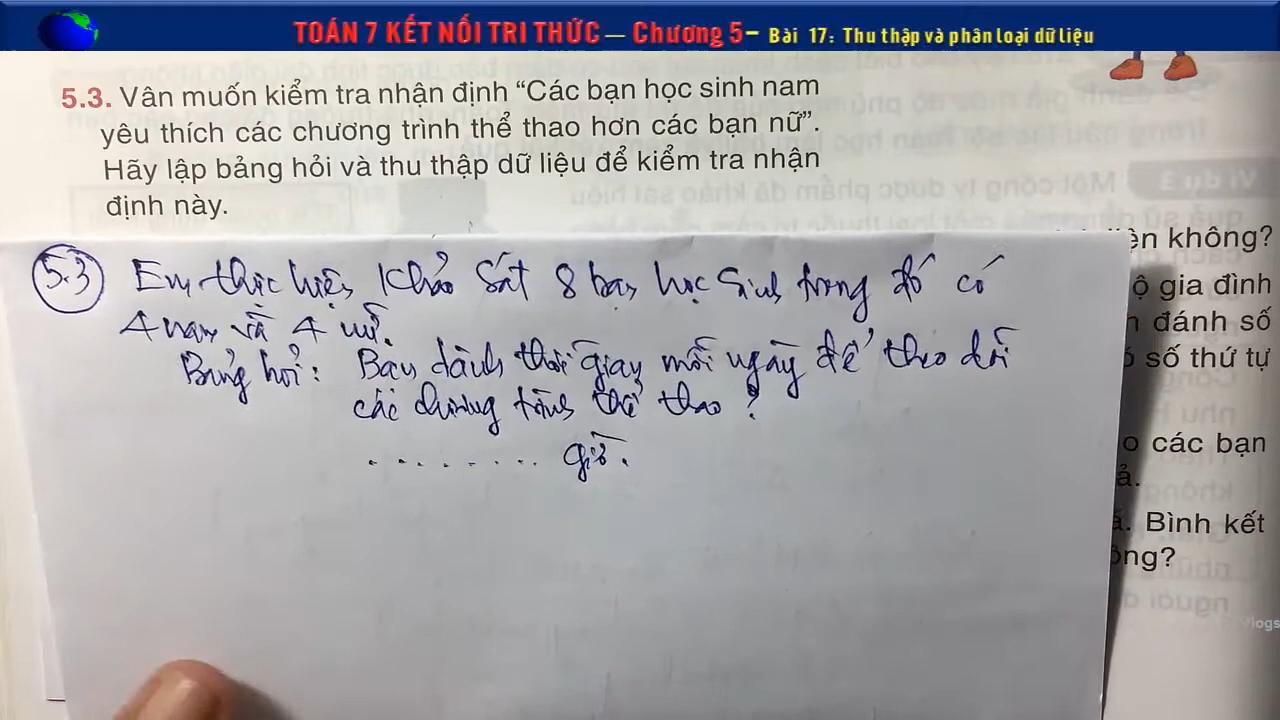 TOÁN 7 KẾT NỐI TRI THỨC — Chương 5 – Bài 17: Thu thập và phân loại dữ liệu
5.3. Vân muốn kiểm tra nhận định “Các bạn học sinh nam
yêu thích các chương trình thể thao hơn các bạn nữ”.
Hãy lập bảng hỏi và thu thập dữ liệu để kiểm tra nhận
định này.
5.3 Em thực hiện khảo sát 8 bạn học sinh trong đó có
4 nam và 4 nữ.
Bảng hỏi: Bạn dành thời gian mỗi ngày để theo dõi
các chương trình thể thao ?
......... giờ.
ện không?
ộ gia đình
đánh số
số thứ tự
o các bạn
ả.
Bình kết
ông?
Vlogs